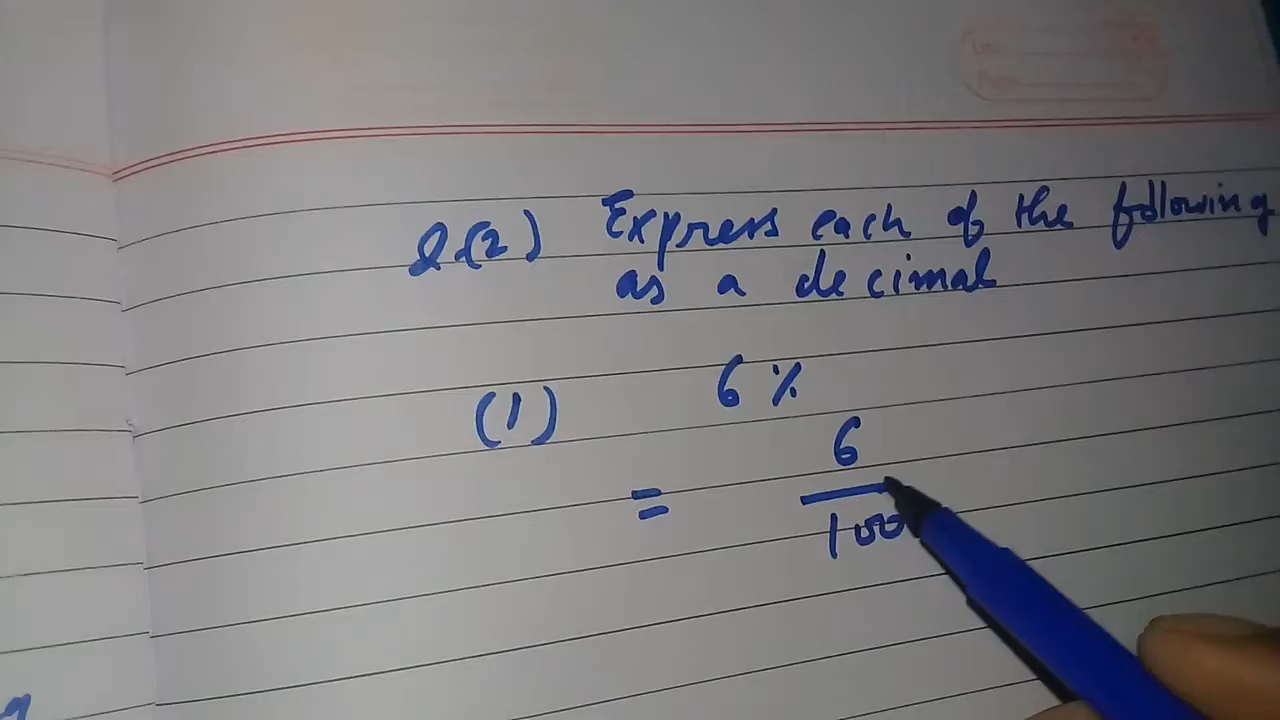 Q.(2) Express each of the following
as a decimal
(1) 6%
= 6/100